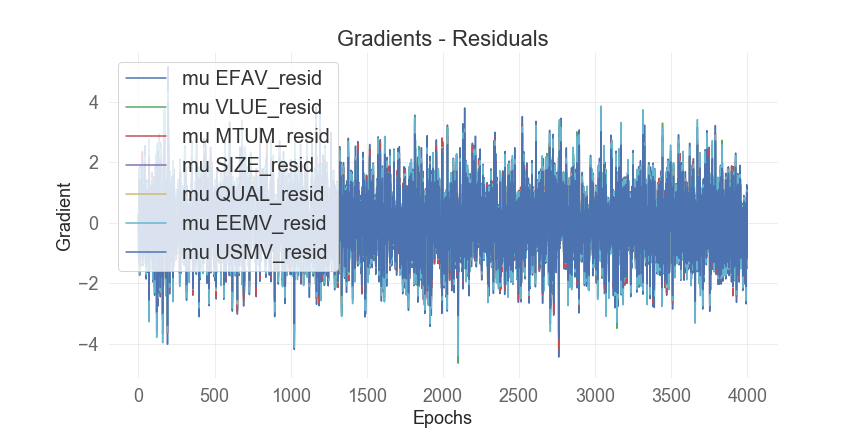 Gradients - Residuals
mu EFAV_resid
mu VLUE_resid
mu MTUM_resid
mu SIZE_resid
mu QUAL_resid
mu EEMV_resid
mu USMV_resid
Gradient
4
2
0
−2
−4
0 500 1000 1500 2000 2500 3000 3500 4000
Epochs